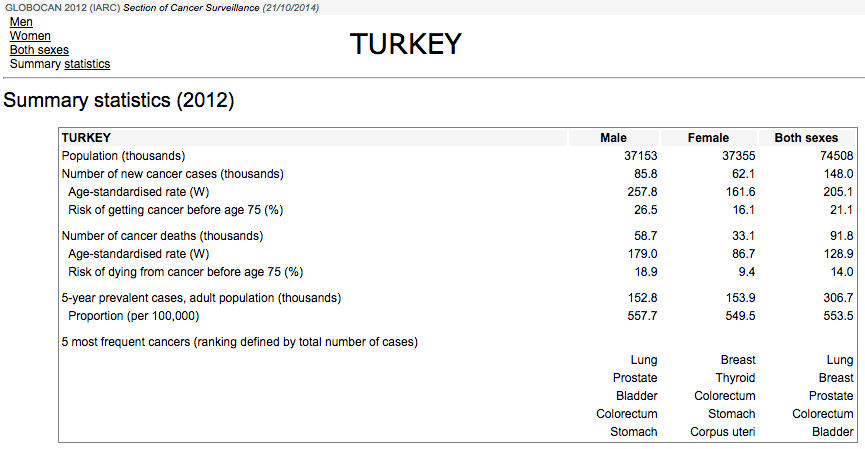 GLOBOCAN 2012 (IARC) Section of Cancer Surveillance (21/10/2014)
Men
Women
Both sexes
Summary statistics
TURKEY
Summary statistics (2012)
TURKEY Male Female Both sexes
Population (thousands) 37153 37355 74508
Number of new cancer cases (thousands) 85.8 62.1 148.0
Age-standardised rate (W) 257.8 161.6 205.1
Risk of getting cancer before age 75 (%) 26.5 16.1 21.1
Number of cancer deaths (thousands) 58.7 33.1 91.8
Age-standardised rate (W) 179.0 86.7 128.9
Risk of dying from cancer before age 75 (%) 18.9 9.4 14.0
5-year prevalent cases, adult population (thousands) 152.8 153.9 306.7
Proportion (per 100,000) 557.7 549.5 553.5
5 most frequent cancers (ranking defined by total number of cases)
Lung Breast Lung
Prostate Thyroid Breast
Bladder Colorectum Prostate
Colorectum Stomach Colorectum
Stomach Corpus uteri Bladder